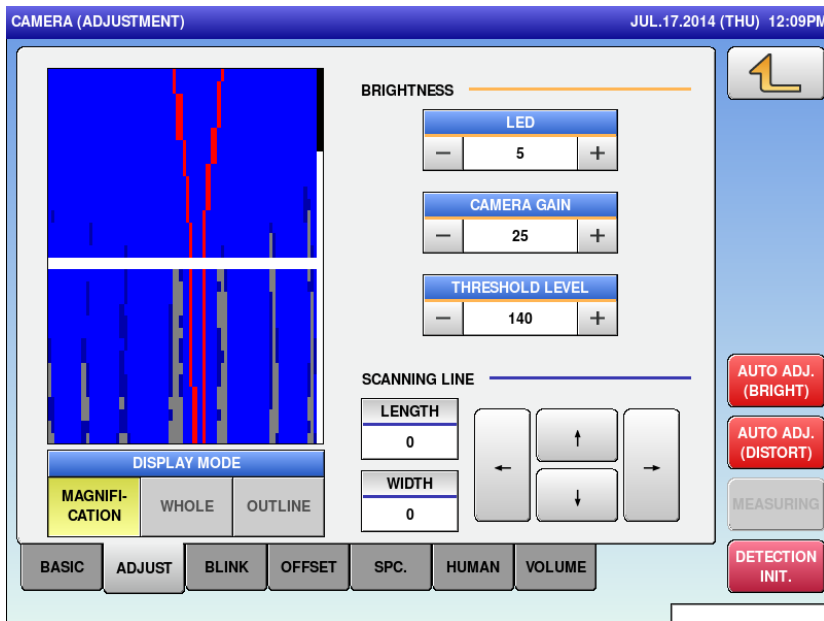 CAMERA (ADJUSTMENT)
JUL.17.2014 (THU) 12:09PM
BRIGHTNESS
LED
− 5 +
CAMERA GAIN
− 25 +
THRESHOLD LEVEL
− 140 +
SCANNING LINE
LENGTH
0
WIDTH
0
↑
← →
↓
DISPLAY MODE
MAGNIFI-
CATION
WHOLE
OUTLINE
AUTO ADJ.
(BRIGHT)
AUTO ADJ.
(DISTORT)
MEASURING
DETECTION
INIT.
BASIC ADJUST BLINK OFFSET SPC. HUMAN VOLUME